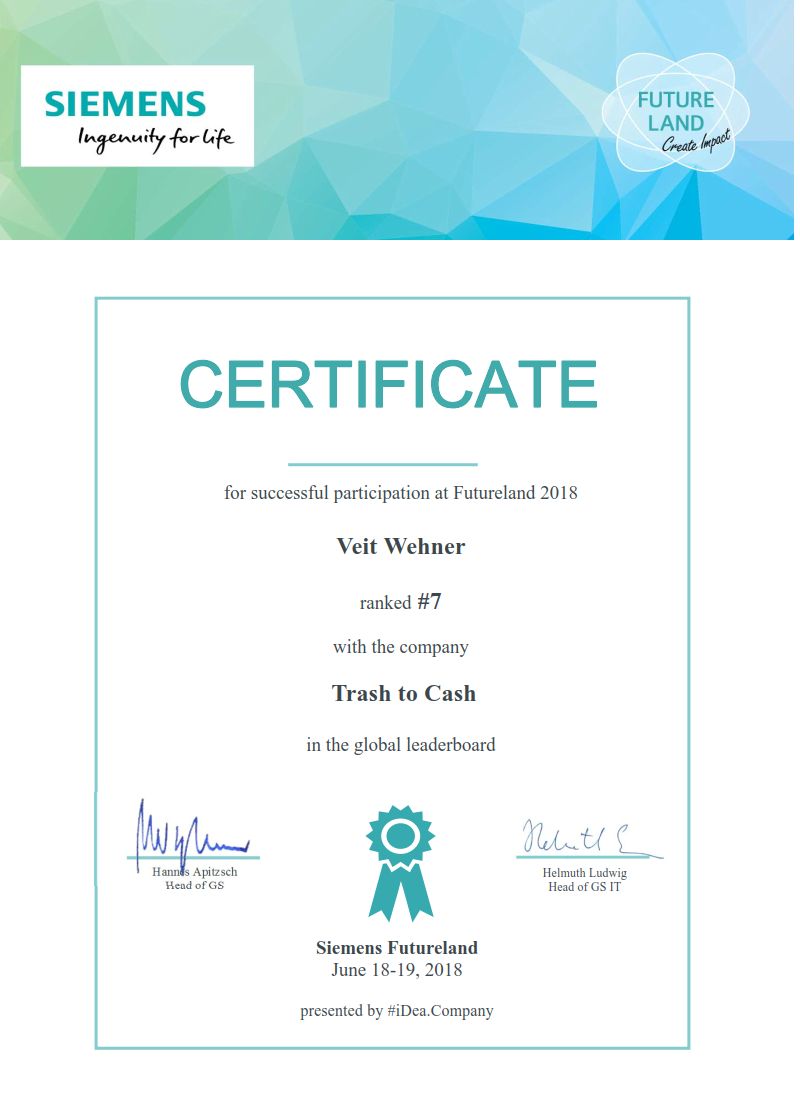 SIEMENS
Ingenuity for life
FUTURE
LAND
Create Impact
CERTIFICATE
for successful participation at Futureland 2018
Veit Wehner
ranked #7
with the company
Trash to Cash
in the global leaderboard
Hannes Apitzsch
Head of GS
Helmuth Ludwig
Head of GS IT
Siemens Futureland
June 18-19, 2018
presented by #iDea.Company